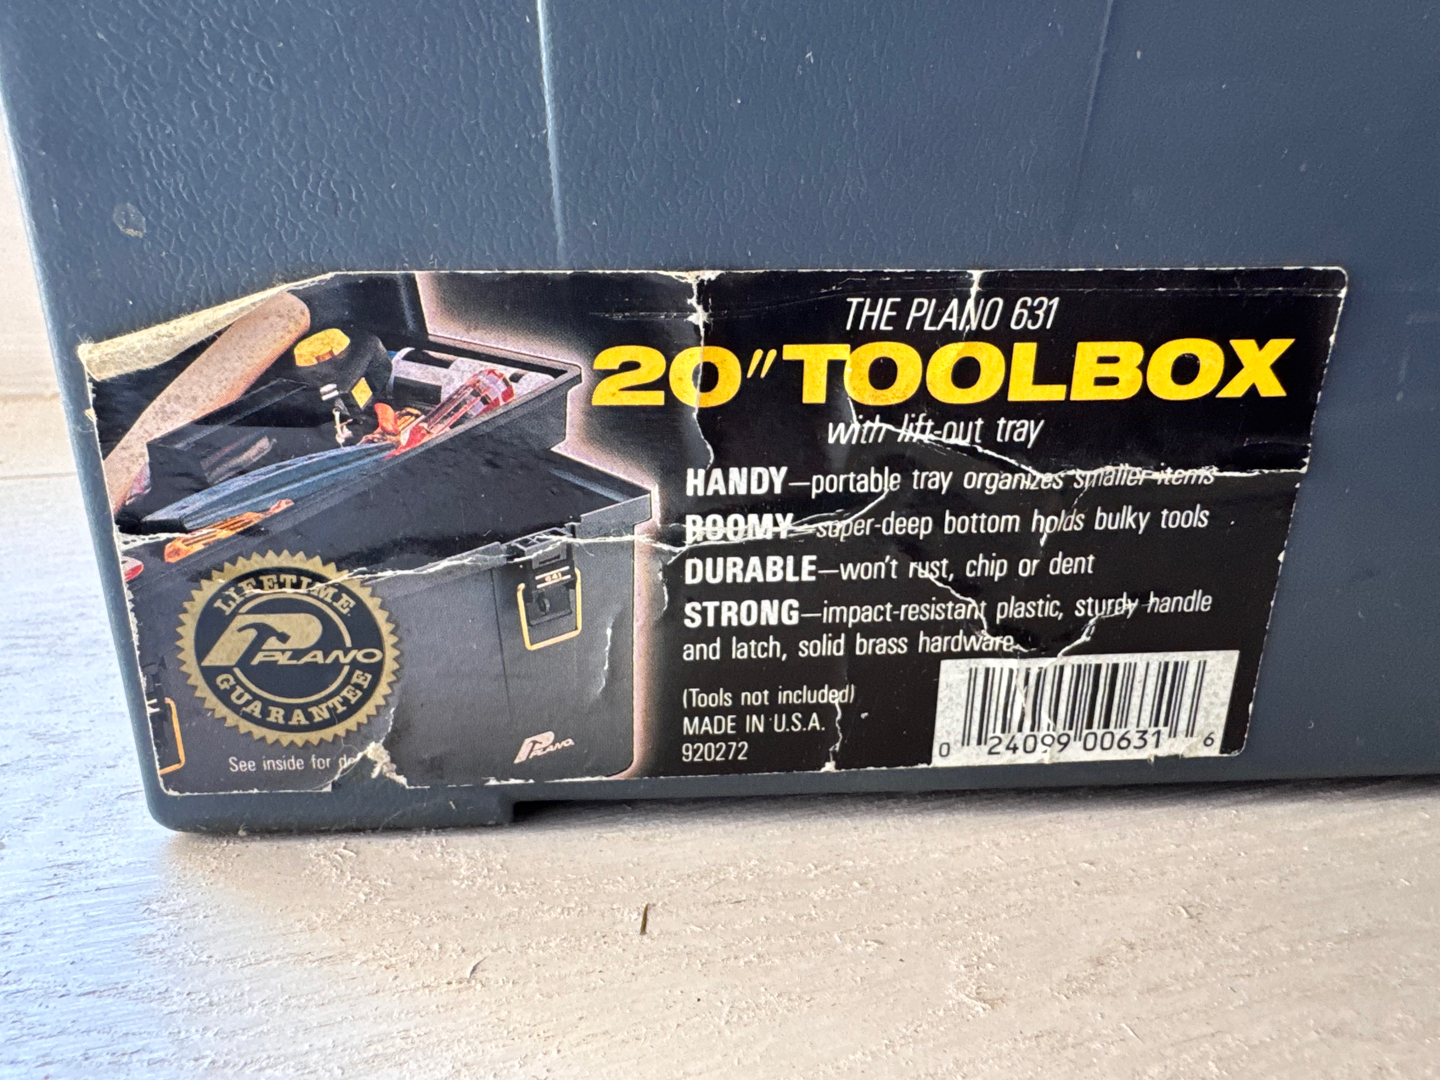 THE PLANO 631
20" TOOLBOX
with lift-out tray
HANDY—portable tray organizes smaller items
ROOMY—super-deep bottom holds bulky tools
DURABLE—won't rust, chip or dent
STRONG—impact-resistant plastic, sturdy handle
and latch, solid brass hardware
(Tools not included)
MADE IN U.S.A.
920272
0 24099 00631 6
LIFETIME
PLANO
GUARANTEE
See inside for
PLANO